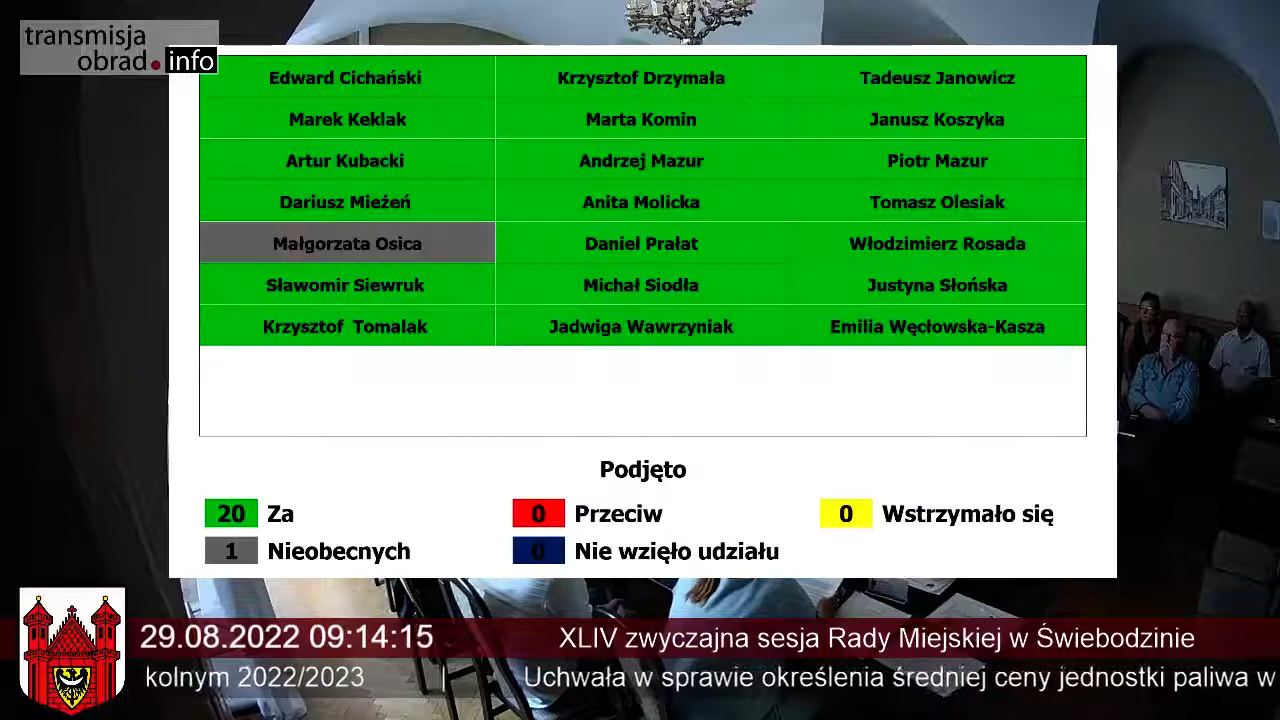 transmisja
obrad.info
Edward Cichański Krzysztof Drzymała Tadeusz Janowicz
Marek Keklak Marta Komin Janusz Koszyka
Artur Kubacki Andrzej Mazur Piotr Mazur
Dariusz Mieżeń Anita Molicka Tomasz Olesiak
Małgorzata Osica Daniel Prałat Włodzimierz Rosada
Sławomir Siewruk Michał Siodła Justyna Słońska
Krzysztof Tomalak Jadwiga Wawrzyniak Emilia Węcłowska-Kasza
Podjęto
20 Za 0 Przeciw 0 Wstrzymało się
1 Nieobecnych 0 Nie wzięło udziału
29.08.2022 09:14:15 XLIV zwyczajna sesja Rady Miejskiej w Świebodzinie
kolnym 2022/2023 | Uchwała w sprawie określenia średniej ceny jednostki paliwa w